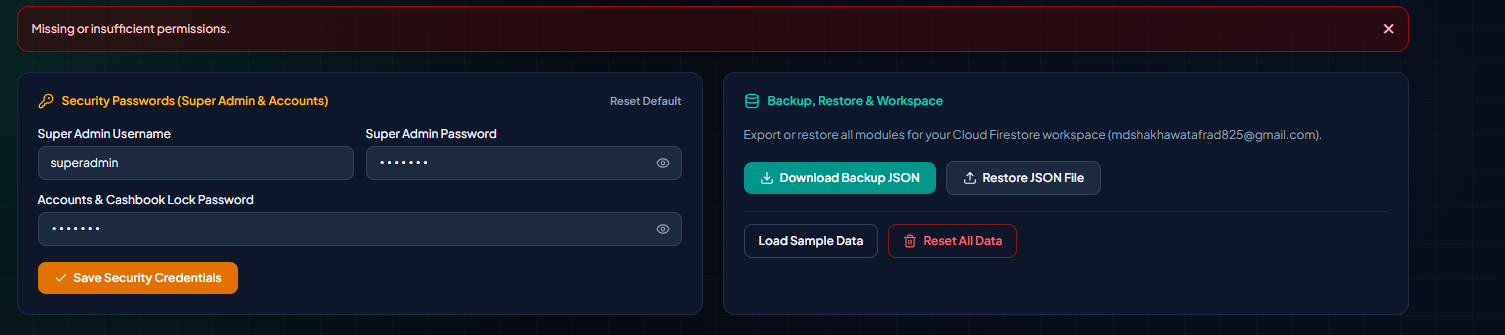 Missing or insufficient permissions.
Security Passwords (Super Admin & Accounts)
Reset Default
Super Admin Username
Super Admin Password
superadmin
•••••••
Accounts & Cashbook Lock Password
•••••••
Save Security Credentials
Backup, Restore & Workspace
Export or restore all modules for your Cloud Firestore workspace (mdshakhawatafrad825@gmail.com).
Download Backup JSON
Restore JSON File
Load Sample Data
Reset All Data